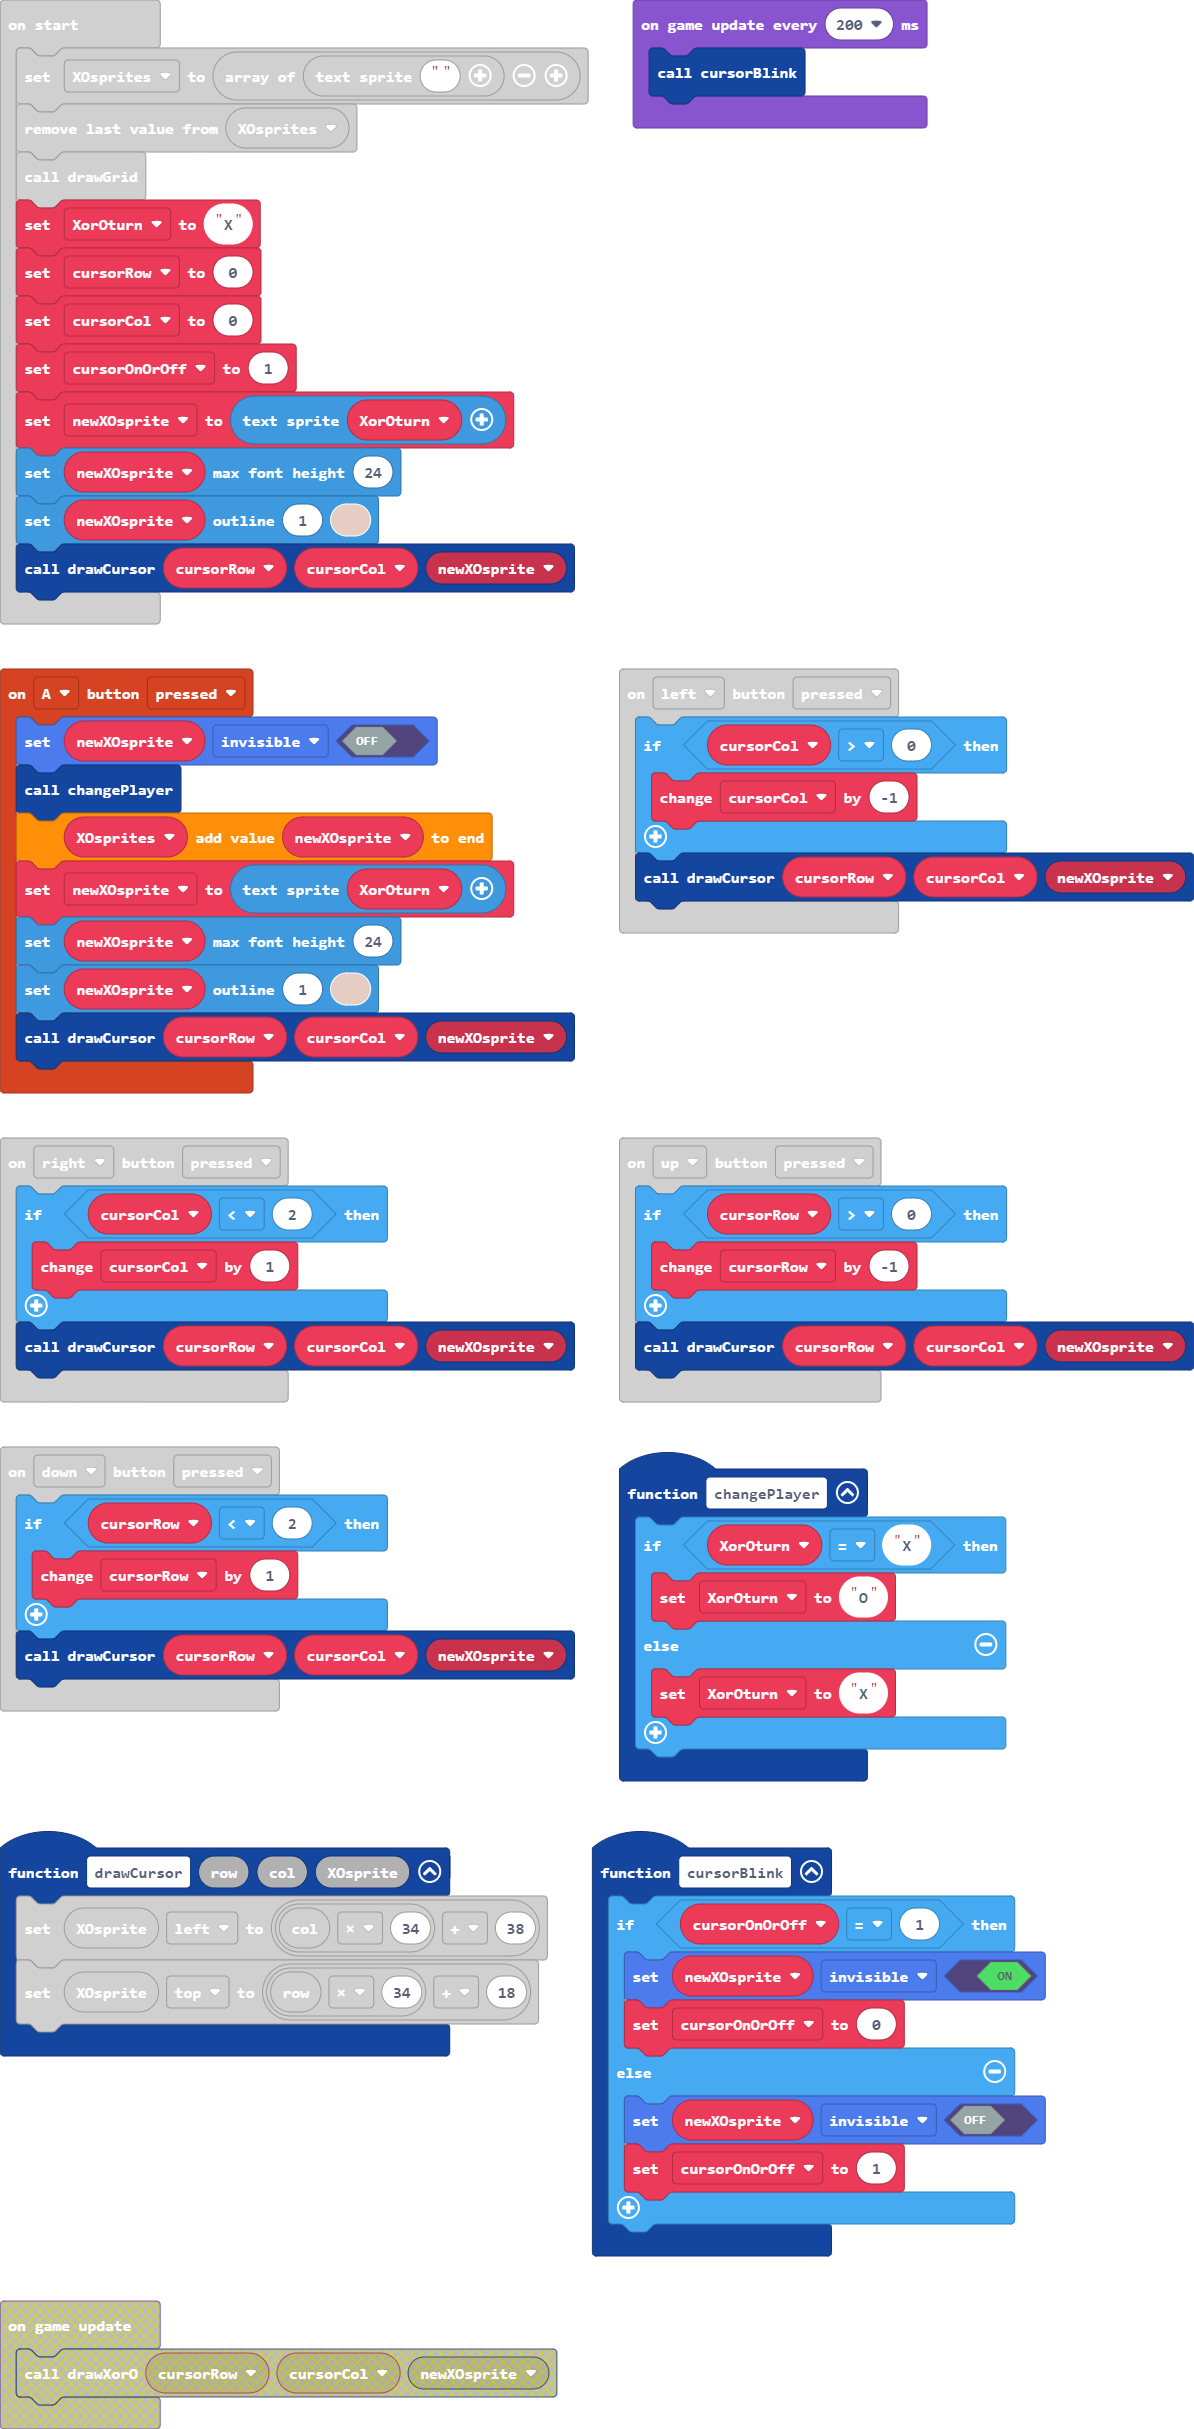 on start
set XOsprites to array of text sprite " "
remove last value from XOsprites
call drawGrid
set XorOturn to "X"
set cursorRow to 0
set cursorCol to 0
set cursorOnOrOff to 1
set newXOsprite to text sprite XorOturn
set newXOsprite max font height 24
set newXOsprite outline 1
call drawCursor cursorRow cursorCol newXOsprite
on game update every 200 ms
call cursorBlink
on A button pressed
set newXOsprite invisible OFF
call changePlayer
XOsprites add value newXOsprite to end
set newXOsprite to text sprite XorOturn
set newXOsprite max font height 24
set newXOsprite outline 1
call drawCursor cursorRow cursorCol newXOsprite
on left button pressed
if cursorCol > 0 then
change cursorCol by -1
call drawCursor cursorRow cursorCol newXOsprite
on right button pressed
if cursorCol < 2 then
change cursorCol by 1
call drawCursor cursorRow cursorCol newXOsprite
on up button pressed
if cursorRow > 0 then
change cursorRow by -1
call drawCursor cursorRow cursorCol newXOsprite
on down button pressed
if cursorRow < 2 then
change cursorRow by 1
call drawCursor cursorRow cursorCol newXOsprite
function changePlayer
if XorOturn = "X" then
set XorOturn to "O"
else
set XorOturn to "X"
function drawCursor row col XOsprite
set XOsprite left to col × 34 + 38
set XOsprite top to row × 34 + 18
function cursorBlink
if cursorOnOrOff = 1 then
set newXOsprite invisible ON
set cursorOnOrOff to 0
else
set newXOsprite invisible OFF
set cursorOnOrOff to 1
on game update
call drawXorO cursorRow cursorCol newXOsprite